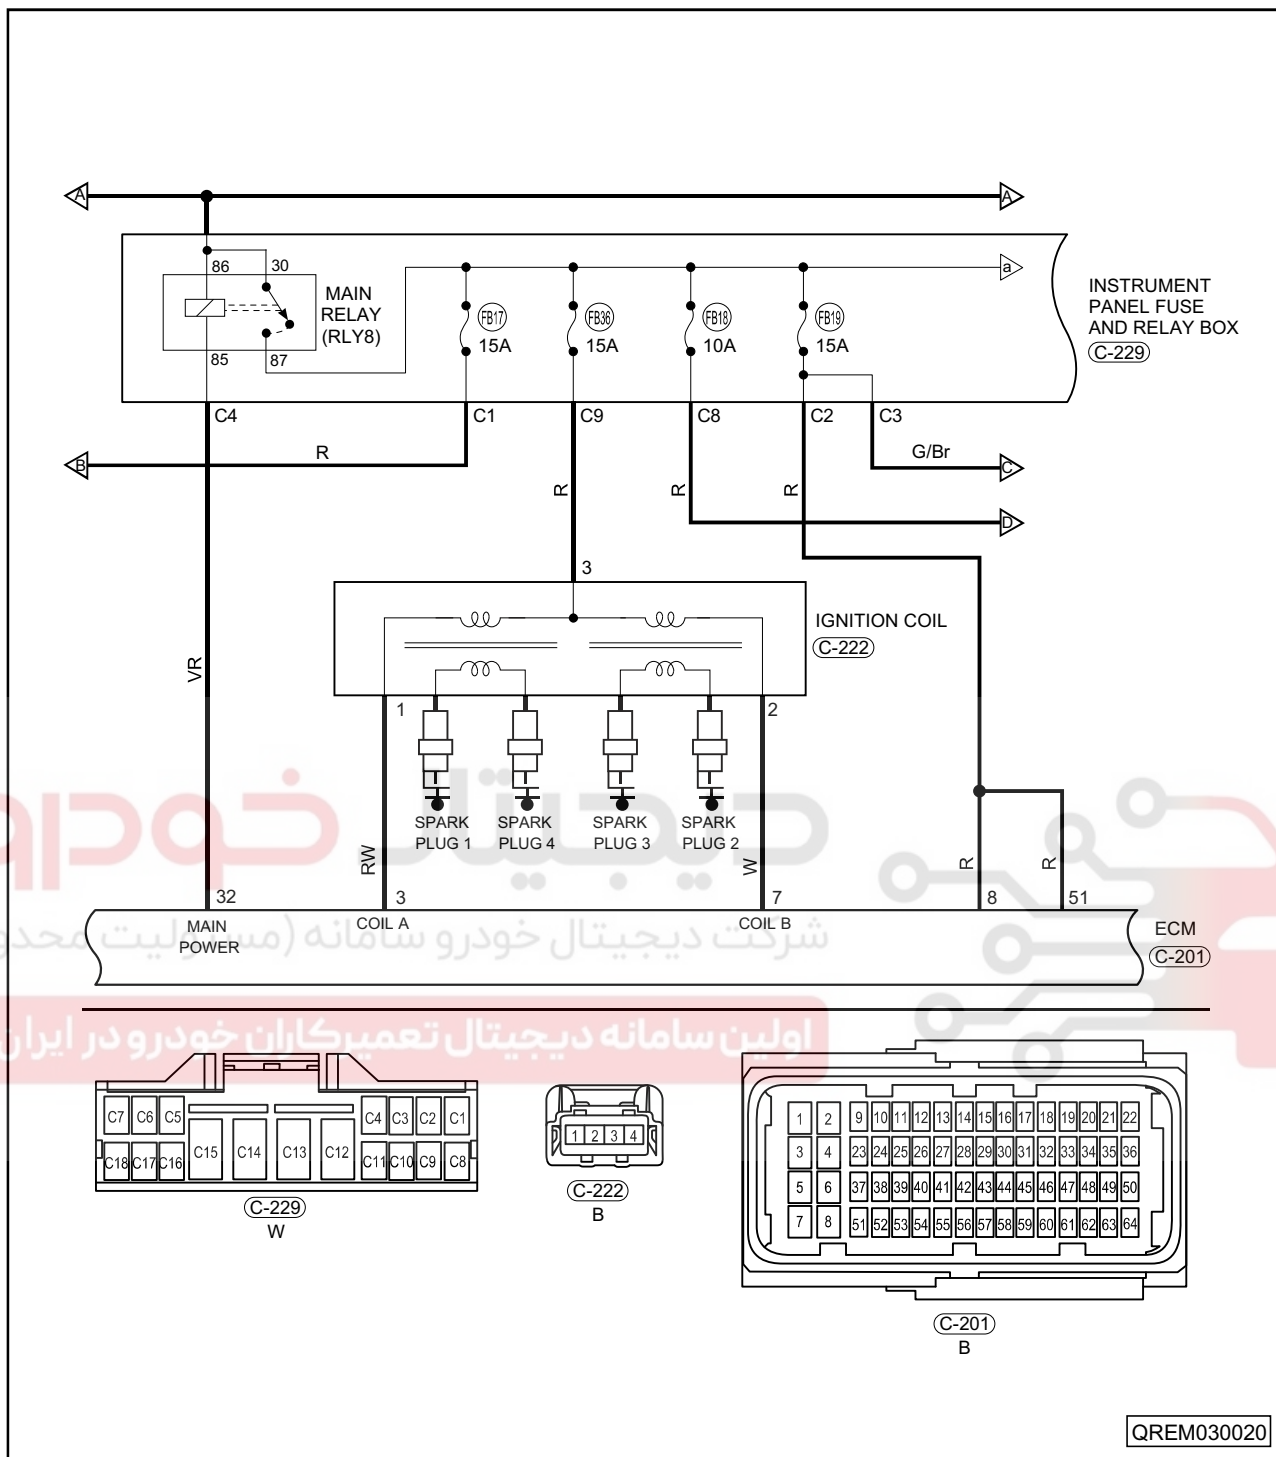 A A
86 30
a
MAIN
RELAY
(RLY8)
FB17 FB36 FB18 FB19
15A 15A 10A 15A
INSTRUMENT
PANEL FUSE
AND RELAY BOX
C-229
85 87
C4 C1 C9 C8 C2 C3
B R G/Br C
R R R
D
3
IGNITION COIL
C-222
VR
1 2
SPARK
PLUG 1
SPARK
PLUG 4
SPARK
PLUG 3
SPARK
PLUG 2
RW W R R
32 3 7 8 51
MAIN
POWER
COIL A
COIL B
ECM
C-201
دیجیتال خودرو
شرکت دیجیتال خودرو سامانه (مسئولیت محدو
اولین سامانه دیجیتال تعمیرکاران خودرو در ایران
C7 C6 C5 C4 C3 C2 C1
C15 C14 C13 C12
C18 C17 C16 C11 C10 C9 C8
C-229
W
1 2 3 4
C-222
B
1 2 9 10 11 12 13 14 15 16 17 18 19 20 21 22
3 4 23 24 25 26 27 28 29 30 31 32 33 34 35 36
5 6 37 38 39 40 41 42 43 44 45 46 47 48 49 50
7 8 51 52 53 54 55 56 57 58 59 60 61 62 63 64
C-201
B
QREM030020